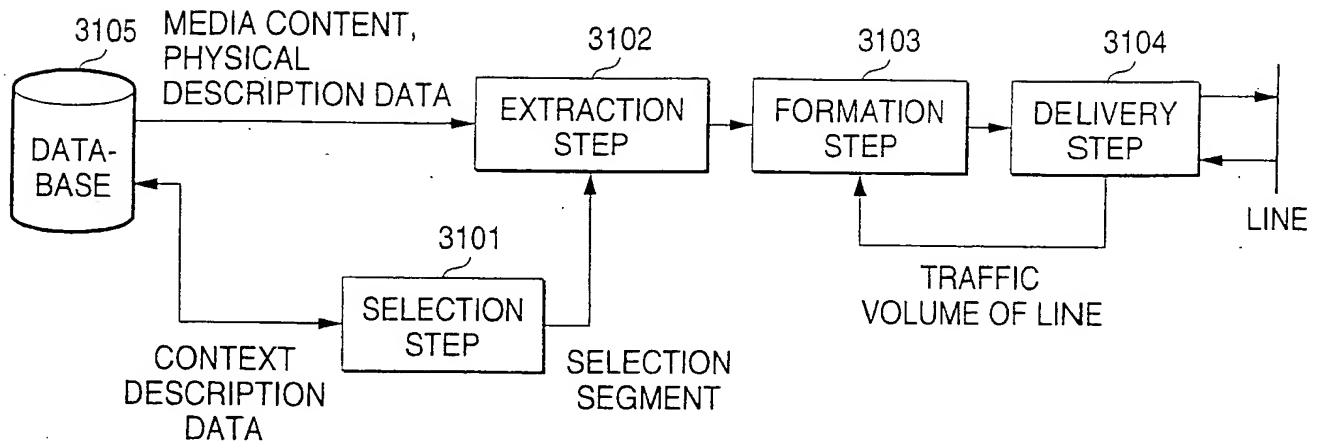 3105
MEDIA CONTENT,
PHYSICAL
DESCRIPTION DATA
3102
3103
3104
DATA-
BASE
EXTRACTION
STEP
FORMATION
STEP
DELIVERY
STEP
LINE
3101
SELECTION
STEP
TRAFFIC
VOLUME OF LINE
CONTEXT
DESCRIPTION
DATA
SELECTION
SEGMENT